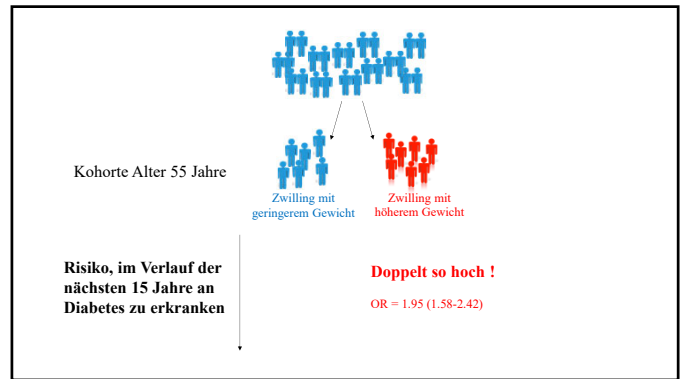 Kohorte Alter 55 Jahre
Zwilling mit
geringerem Gewicht
Zwilling mit
höherem Gewicht
Risiko, im Verlauf der
nächsten 15 Jahre an
Diabetes zu erkranken
Doppelt so hoch !
OR = 1.95 (1.58-2.42)